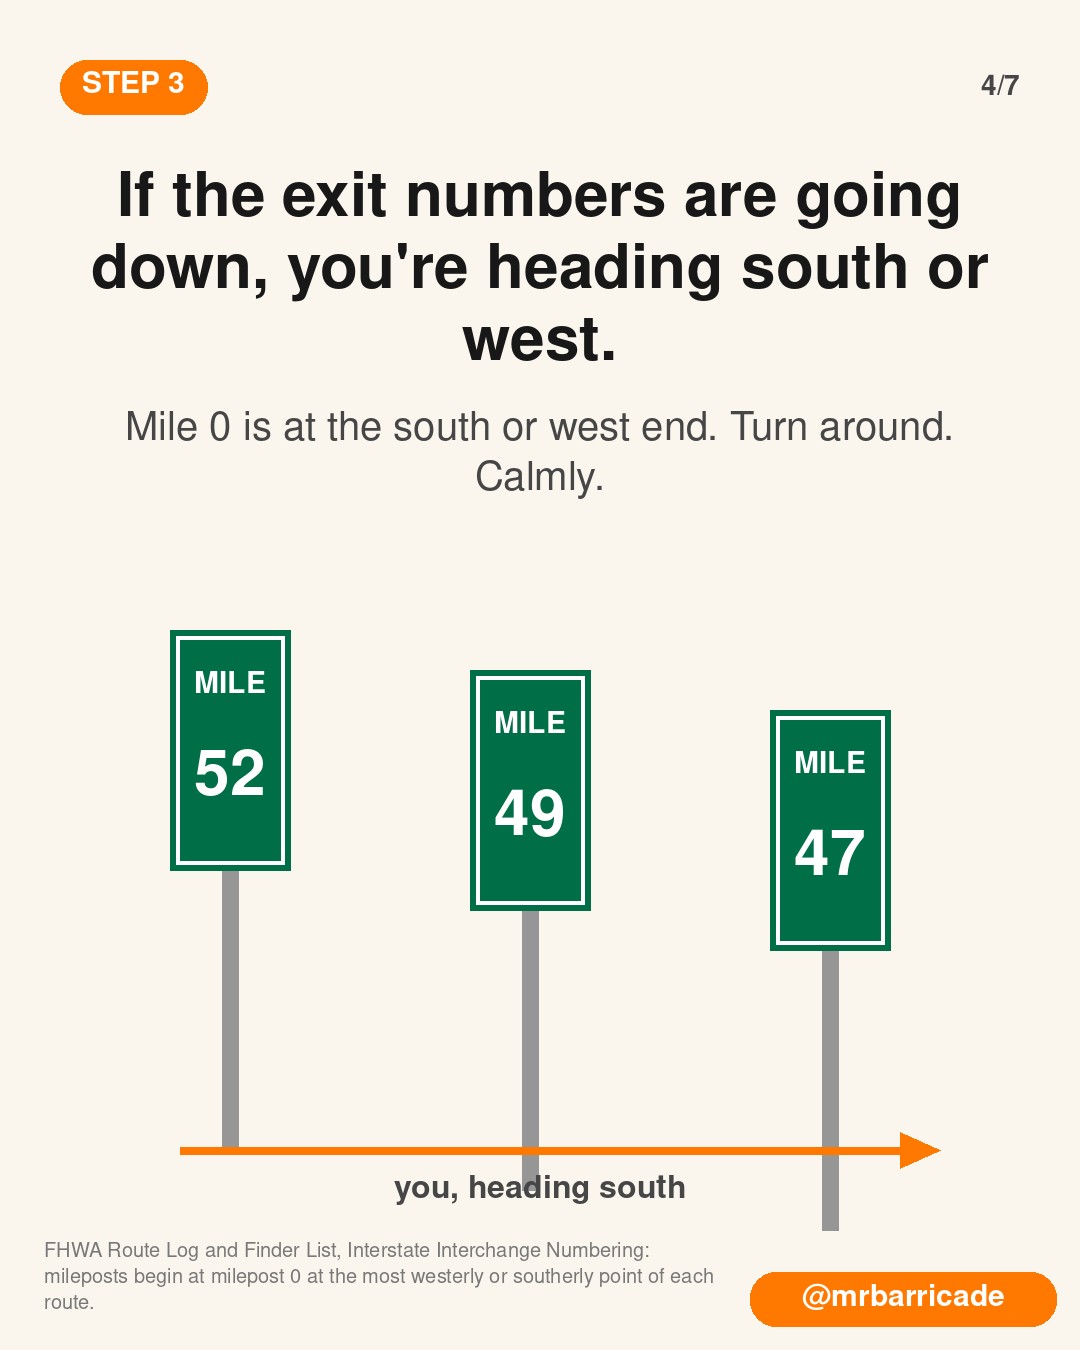 STEP 3
4/7
If the exit numbers are going
down, you're heading south or
west.
Mile 0 is at the south or west end. Turn around.
Calmly.
MILE
52
MILE
49
MILE
47
you, heading south
FHWA Route Log and Finder List, Interstate Interchange Numbering:
mileposts begin at milepost 0 at the most westerly or southerly point of each
route.
@mrbarricade